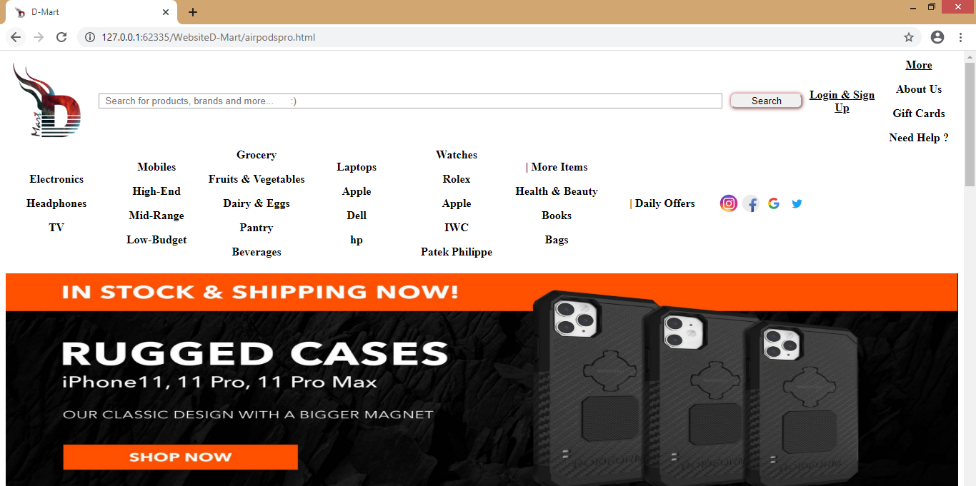 D-Mart
127.0.0.1:62335/WebsiteD-Mart/airpodspro.html
D
Mart
Search for products, brands and more... :)
Search
Login & Sign
Up
More
About Us
Gift Cards
Need Help ?
Electronics
Headphones
TV
Mobiles
High-End
Mid-Range
Low-Budget
Grocery
Fruits & Vegetables
Dairy & Eggs
Pantry
Beverages
Laptops
Apple
Dell
hp
Watches
Rolex
Apple
IWC
Patek Philippe
| More Items
Health & Beauty
Books
Bags
| Daily Offers
IN STOCK & SHIPPING NOW!
RUGGED CASES
iPhone11, 11 Pro, 11 Pro Max
OUR CLASSIC DESIGN WITH A BIGGER MAGNET
SHOP NOW